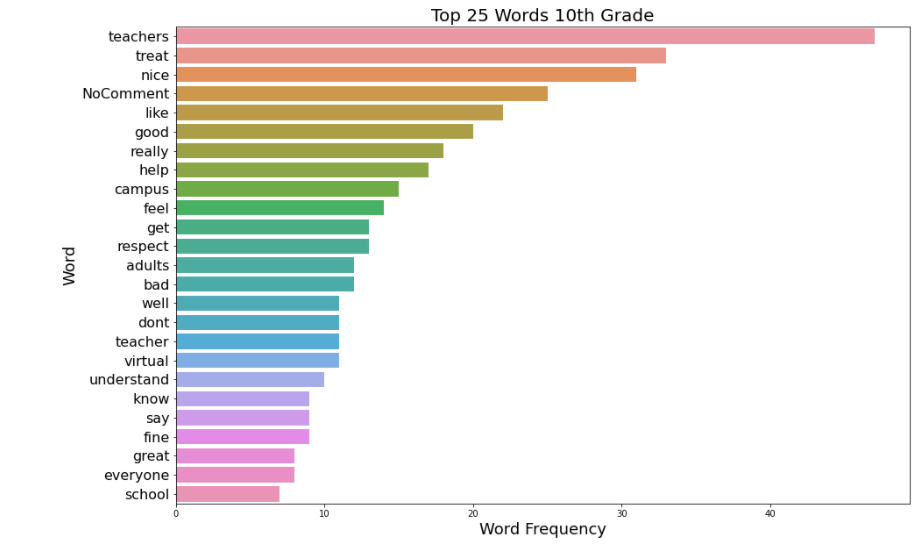 Top 25 Words 10th Grade
teachers
treat
nice
NoComment
like
good
really
help
campus
feel
get
respect
adults
bad
well
dont
teacher
virtual
understand
know
say
fine
great
everyone
school
Word
0 10 20 30 40
Word Frequency